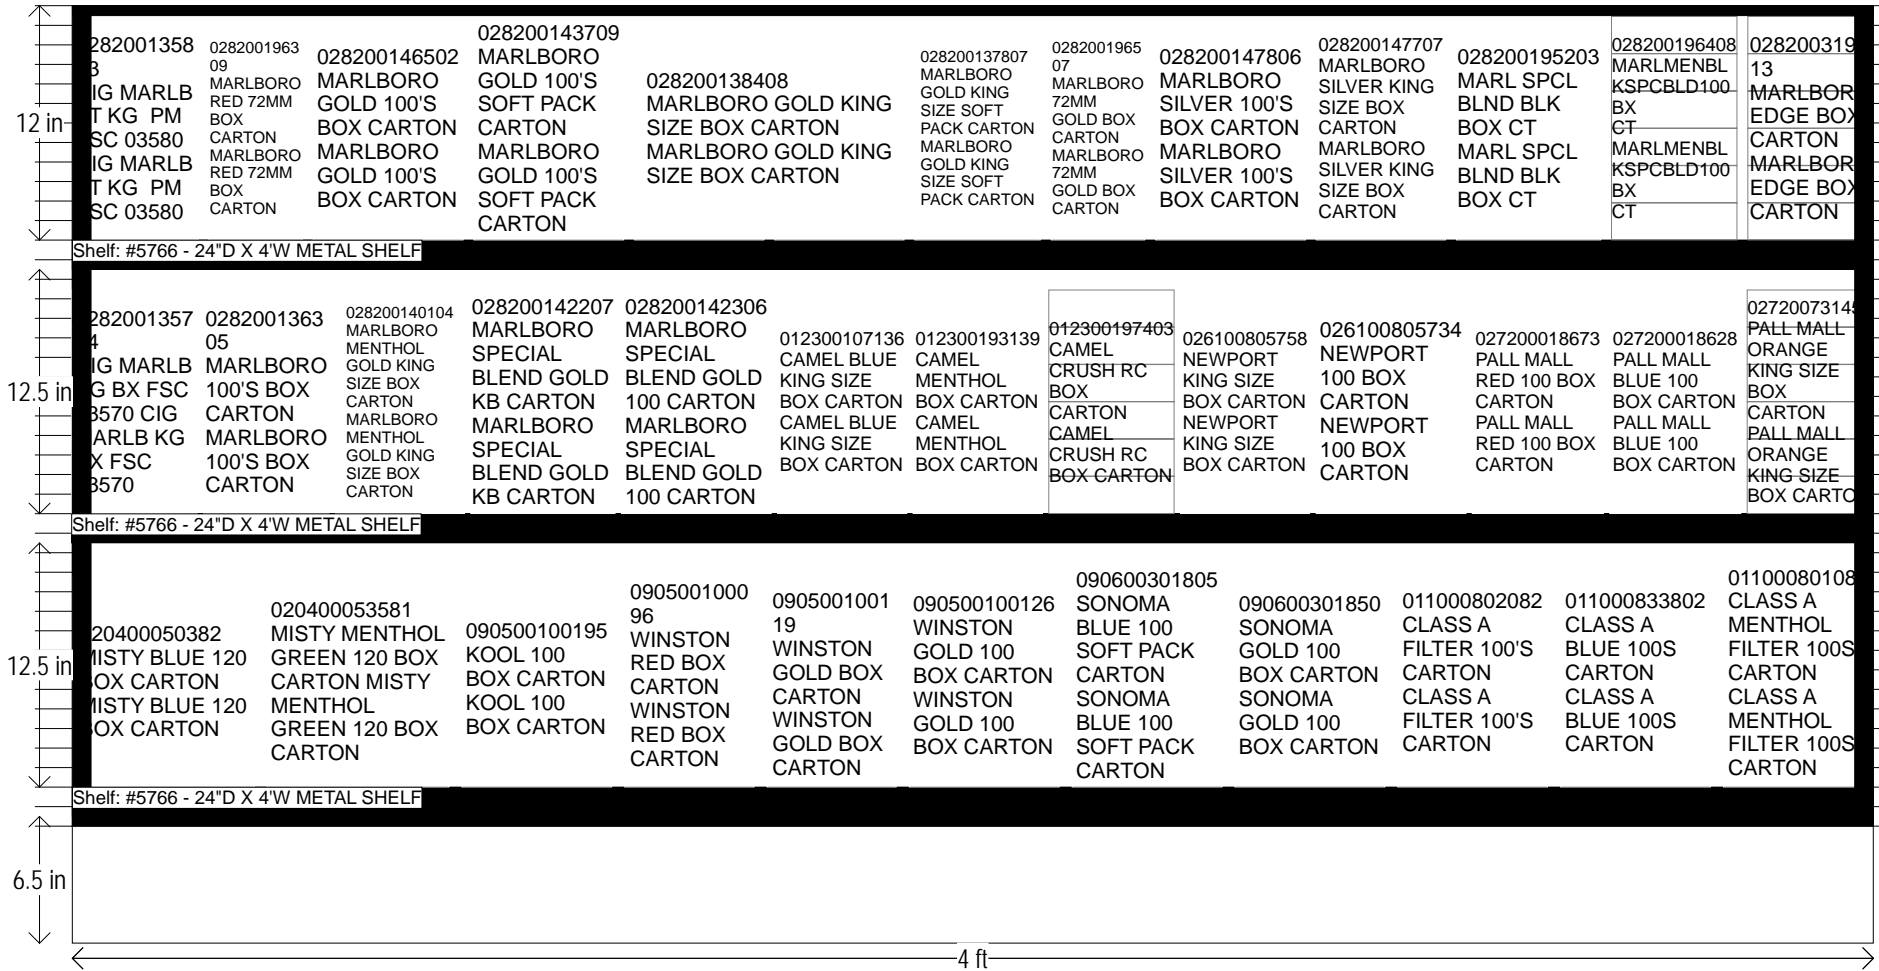 282001358
3
IG MARLB
T KG PM
SC 03580
IG MARLB
T KG PM
SC 03580
0282001963
09
MARLBORO
RED 72MM
BOX
CARTON
MARLBORO
RED 72MM
BOX
CARTON
028200146502
MARLBORO
GOLD 100'S
BOX CARTON
MARLBORO
GOLD 100'S
BOX CARTON
028200143709
MARLBORO
GOLD 100'S
SOFT PACK
CARTON
MARLBORO
GOLD 100'S
SOFT PACK
CARTON
028200138408
MARLBORO GOLD KING
SIZE BOX CARTON
MARLBORO GOLD KING
SIZE BOX CARTON
028200137807
MARLBORO
GOLD KING
SIZE SOFT
PACK CARTON
MARLBORO
GOLD KING
SIZE SOFT
PACK CARTON
0282001965
07
MARLBORO
72MM
GOLD BOX
CARTON
MARLBORO
72MM
GOLD BOX
CARTON
028200147806
MARLBORO
SILVER 100'S
BOX CARTON
MARLBORO
SILVER 100'S
BOX CARTON
028200147707
MARLBORO
SILVER KING
SIZE BOX
CARTON
MARLBORO
SILVER KING
SIZE BOX
CARTON
028200195203
MARL SPCL
BLND BLK
BOX CT
MARL SPCL
BLND BLK
BOX CT
028200196408
MARLMENBL
KSPCBLD100
BX
CT
MARLMENBL
KSPCBLD100
BX
CT
028200319
13
MARLBOR
EDGE BOX
CARTON
MARLBOR
EDGE BOX
CARTON
12 in
Shelf: #5766 - 24"D X 4'W METAL SHELF
282001357
4
IG MARLB
G BX FSC
3570 CIG
ARLB KG
X FSC
3570
0282001363
05
MARLBORO
100'S BOX
CARTON
MARLBORO
100'S BOX
CARTON
028200140104
MARLBORO
MENTHOL
GOLD KING
SIZE BOX
CARTON
MARLBORO
MENTHOL
GOLD KING
SIZE BOX
CARTON
028200142207
MARLBORO
SPECIAL
BLEND GOLD
KB CARTON
MARLBORO
SPECIAL
BLEND GOLD
KB CARTON
028200142306
MARLBORO
SPECIAL
BLEND GOLD
100 CARTON
MARLBORO
SPECIAL
BLEND GOLD
100 CARTON
012300107136
CAMEL BLUE
KING SIZE
BOX CARTON
CAMEL BLUE
KING SIZE
BOX CARTON
012300193139
CAMEL
MENTHOL
BOX CARTON
CAMEL
MENTHOL
BOX CARTON
012300197403
CAMEL
CRUSH RC
BOX
CARTON
CAMEL
CRUSH RC
BOX CARTON
026100805758
NEWPORT
KING SIZE
BOX CARTON
NEWPORT
KING SIZE
BOX CARTON
026100805734
NEWPORT
100 BOX
CARTON
NEWPORT
100 BOX
CARTON
027200018673
PALL MALL
RED 100 BOX
CARTON
PALL MALL
RED 100 BOX
CARTON
027200018628
PALL MALL
BLUE 100
BOX CARTON
PALL MALL
BLUE 100
BOX CARTON
02720073145
PALL MALL
ORANGE
KING SIZE
BOX
CARTON
PALL MALL
ORANGE
KING SIZE
BOX CARTO
12.5 in
Shelf: #5766 - 24"D X 4'W METAL SHELF
20400050382
MISTY BLUE 120
BOX CARTON
MISTY BLUE 120
BOX CARTON
020400053581
MISTY MENTHOL
GREEN 120 BOX
CARTON MISTY
MENTHOL
GREEN 120 BOX
CARTON
090500100195
KOOL 100
BOX CARTON
KOOL 100
BOX CARTON
0905001000
96
WINSTON
RED BOX
CARTON
WINSTON
RED BOX
CARTON
0905001001
19
WINSTON
GOLD BOX
CARTON
WINSTON
GOLD BOX
CARTON
090500100126
WINSTON
GOLD 100
BOX CARTON
WINSTON
GOLD 100
BOX CARTON
090600301805
SONOMA
BLUE 100
SOFT PACK
CARTON
SONOMA
BLUE 100
SOFT PACK
CARTON
090600301850
SONOMA
GOLD 100
BOX CARTON
SONOMA
GOLD 100
BOX CARTON
011000802082
CLASS A
FILTER 100'S
CARTON
CLASS A
FILTER 100'S
CARTON
011000833802
CLASS A
BLUE 100S
CARTON
CLASS A
BLUE 100S
CARTON
01100080108
CLASS A
MENTHOL
FILTER 100S
CARTON
CLASS A
MENTHOL
FILTER 100S
CARTON
12.5 in
Shelf: #5766 - 24"D X 4'W METAL SHELF
6.5 in
4 ft